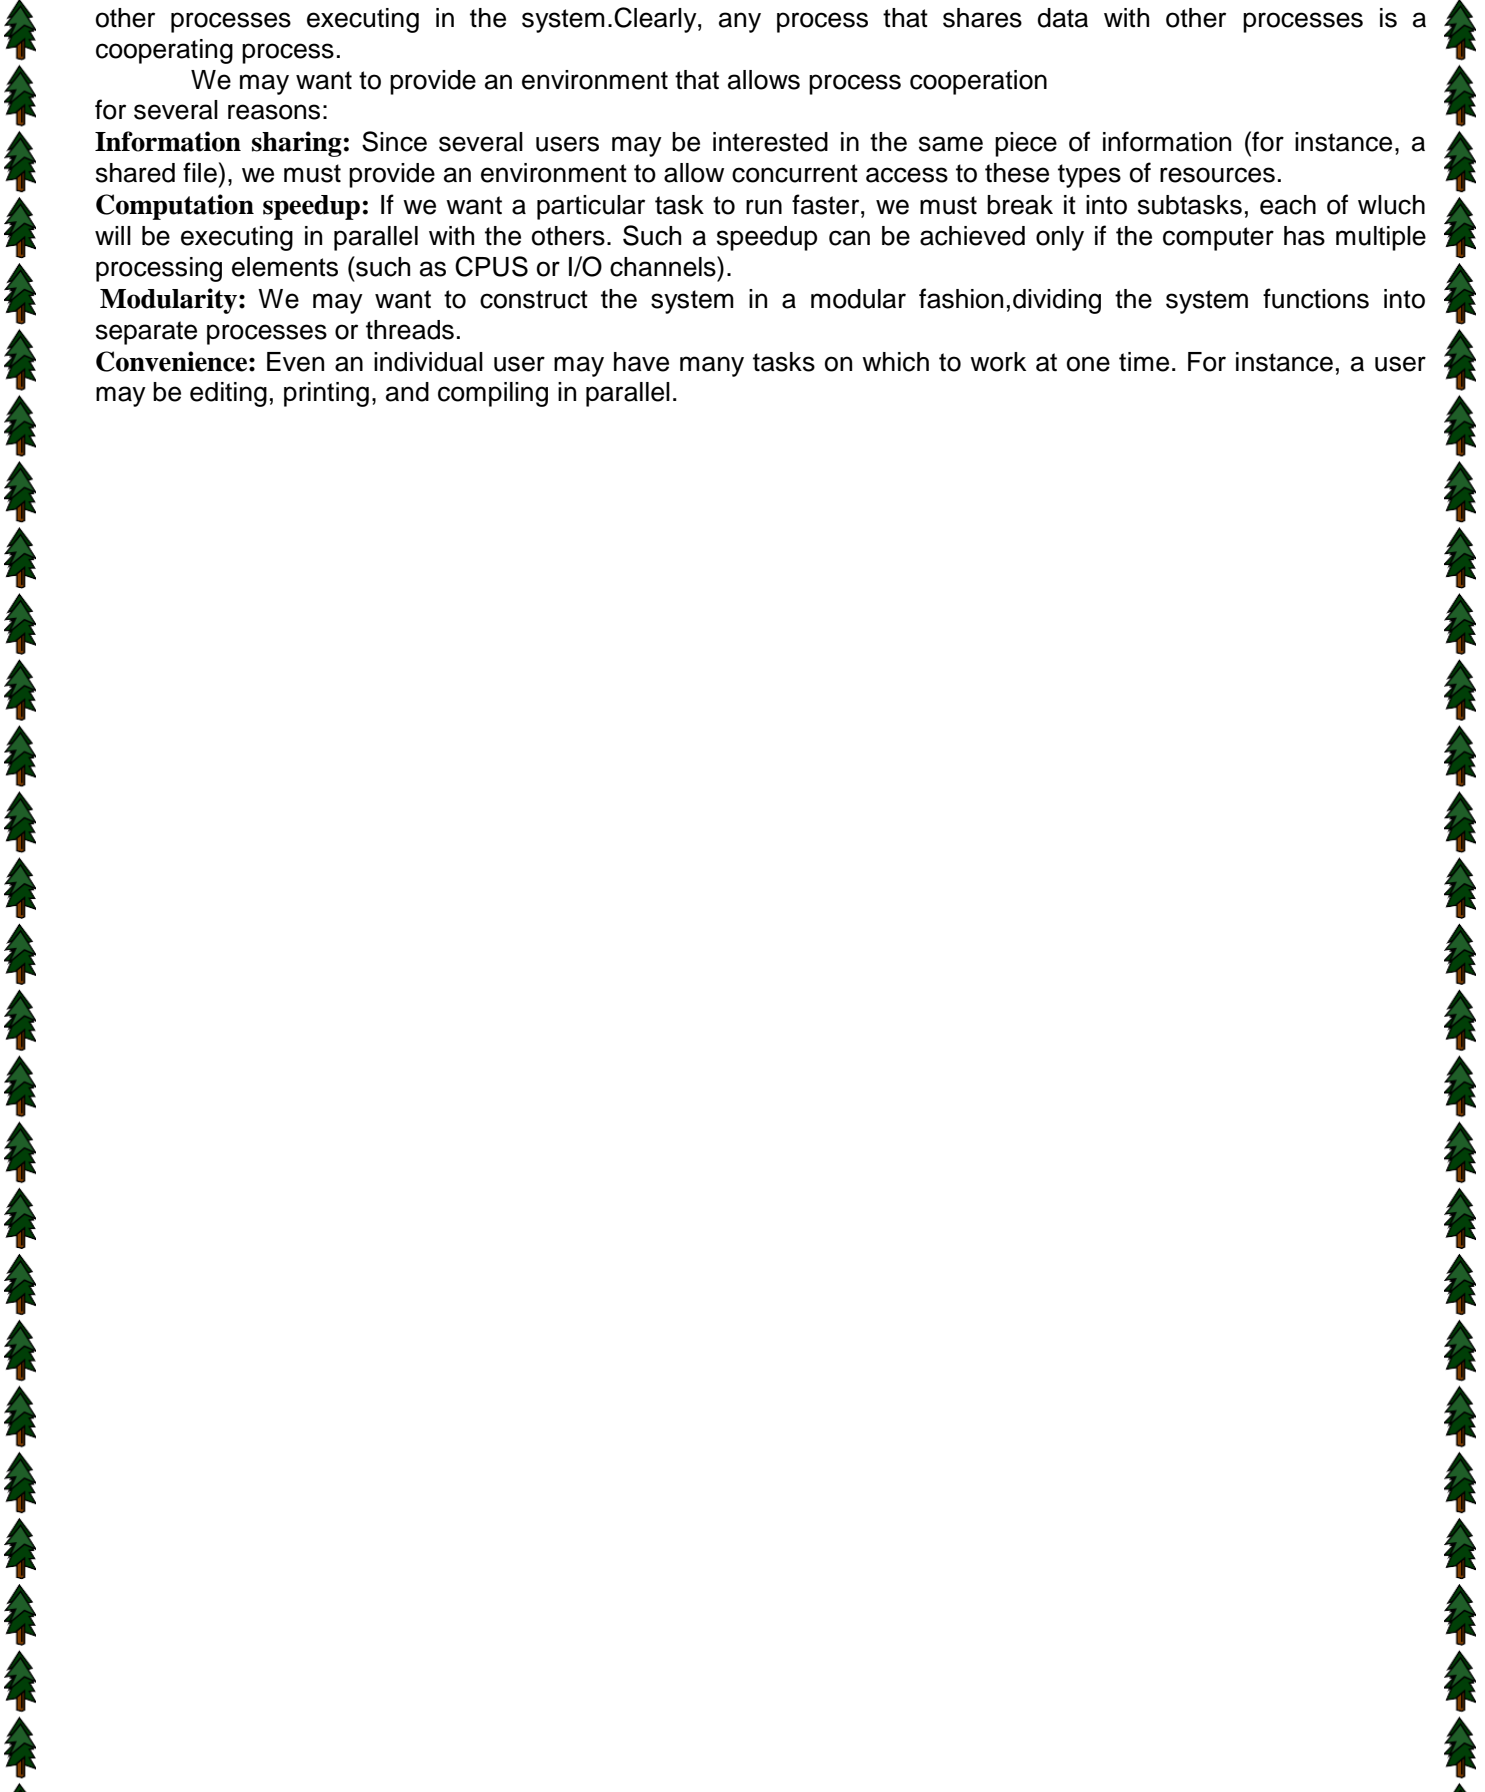 other processes executing in the system.Clearly, any process that shares data with other processes is a
cooperating process.
We may want to provide an environment that allows process cooperation
for several reasons:
Information sharing: Since several users may be interested in the same piece of information (for instance, a
shared file), we must provide an environment to allow concurrent access to these types of resources.
Computation speedup: If we want a particular task to run faster, we must break it into subtasks, each of wluch
will be executing in parallel with the others. Such a speedup can be achieved only if the computer has multiple
processing elements (such as CPUS or I/O channels).
Modularity: We may want to construct the system in a modular fashion,dividing the system functions into
separate processes or threads.
Convenience: Even an individual user may have many tasks on which to work at one time. For instance, a user
may be editing, printing, and compiling in parallel.